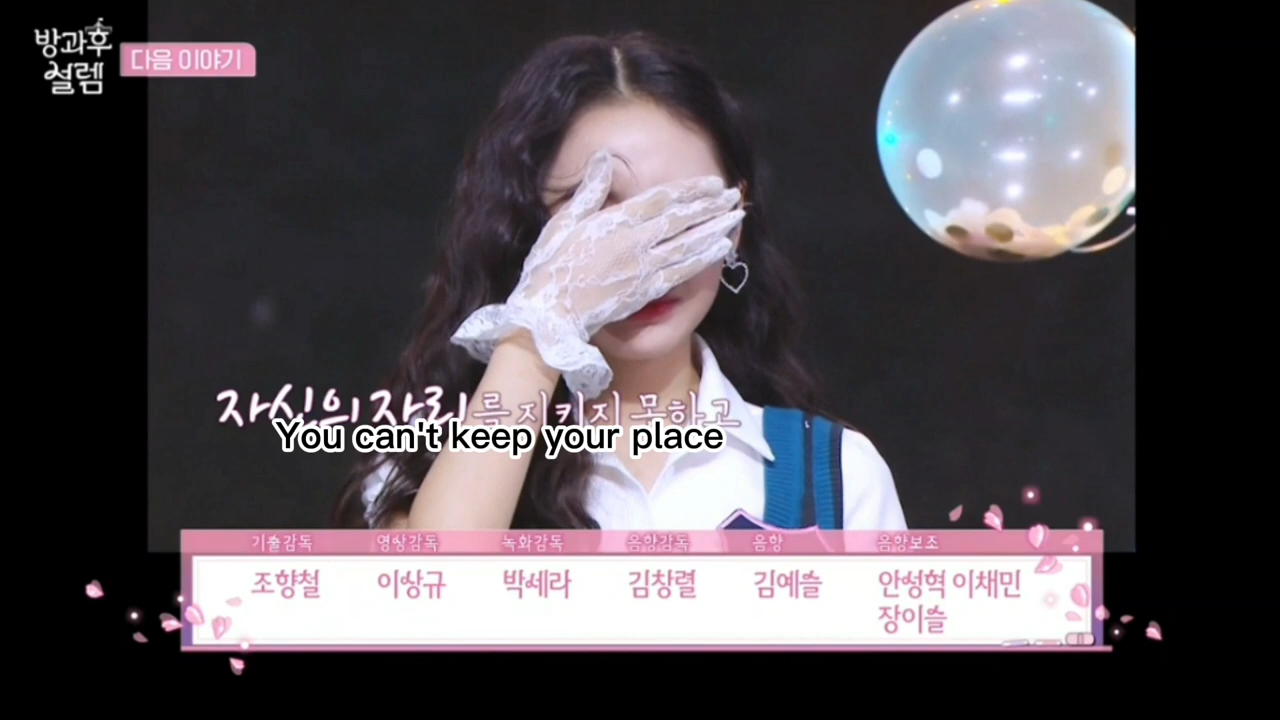 방과후
설렘
다음 이야기
자신의 자리를 지키지 못하고
You can't keep your place
기술감독 영상감독 녹화감독 음향감독 음향 음향보조
조향철 이상규 박세라 김창렬 김예슬 안성혁 이채민
장이슬